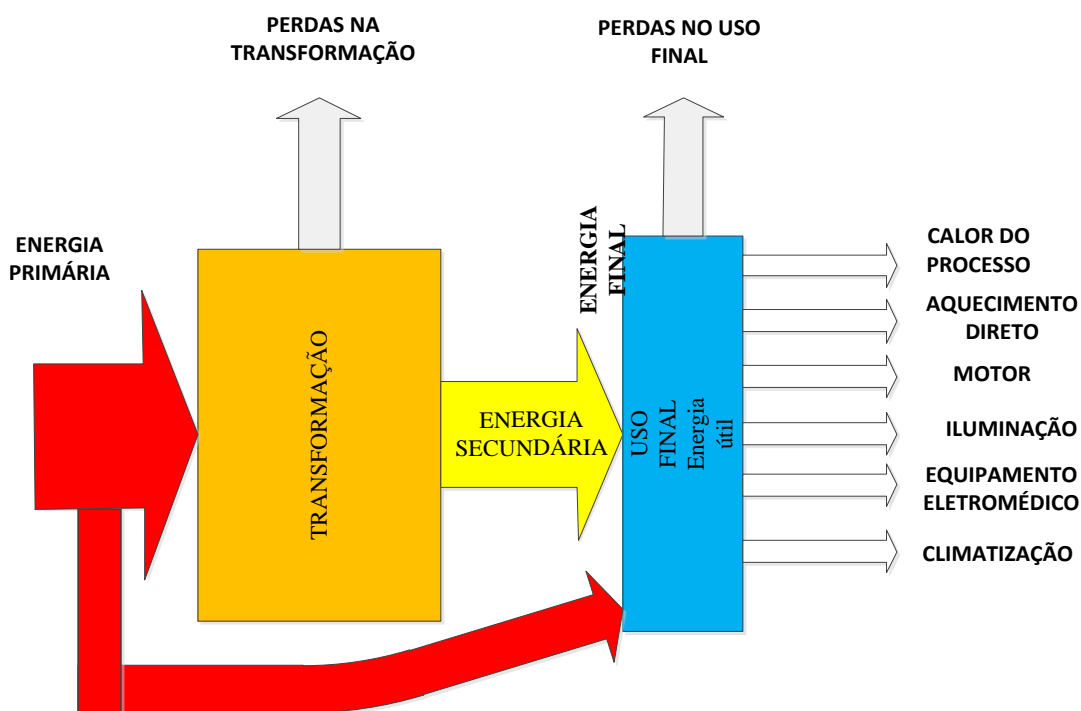 PERDAS NA
TRANSFORMAÇÃO
PERDAS NO USO
FINAL
ENERGIA
PRIMÁRIA
TRANSFORMAÇÃO
ENERGIA
SECUNDÁRIA
ENERGIA
FINAL
USO
FINAL
Energia
útil
CALOR DO
PROCESSO
AQUECIMENTO
DIRETO
MOTOR
ILUMINAÇÃO
EQUIPAMENTO
ELETROMÉDICO
CLIMATIZAÇÃO